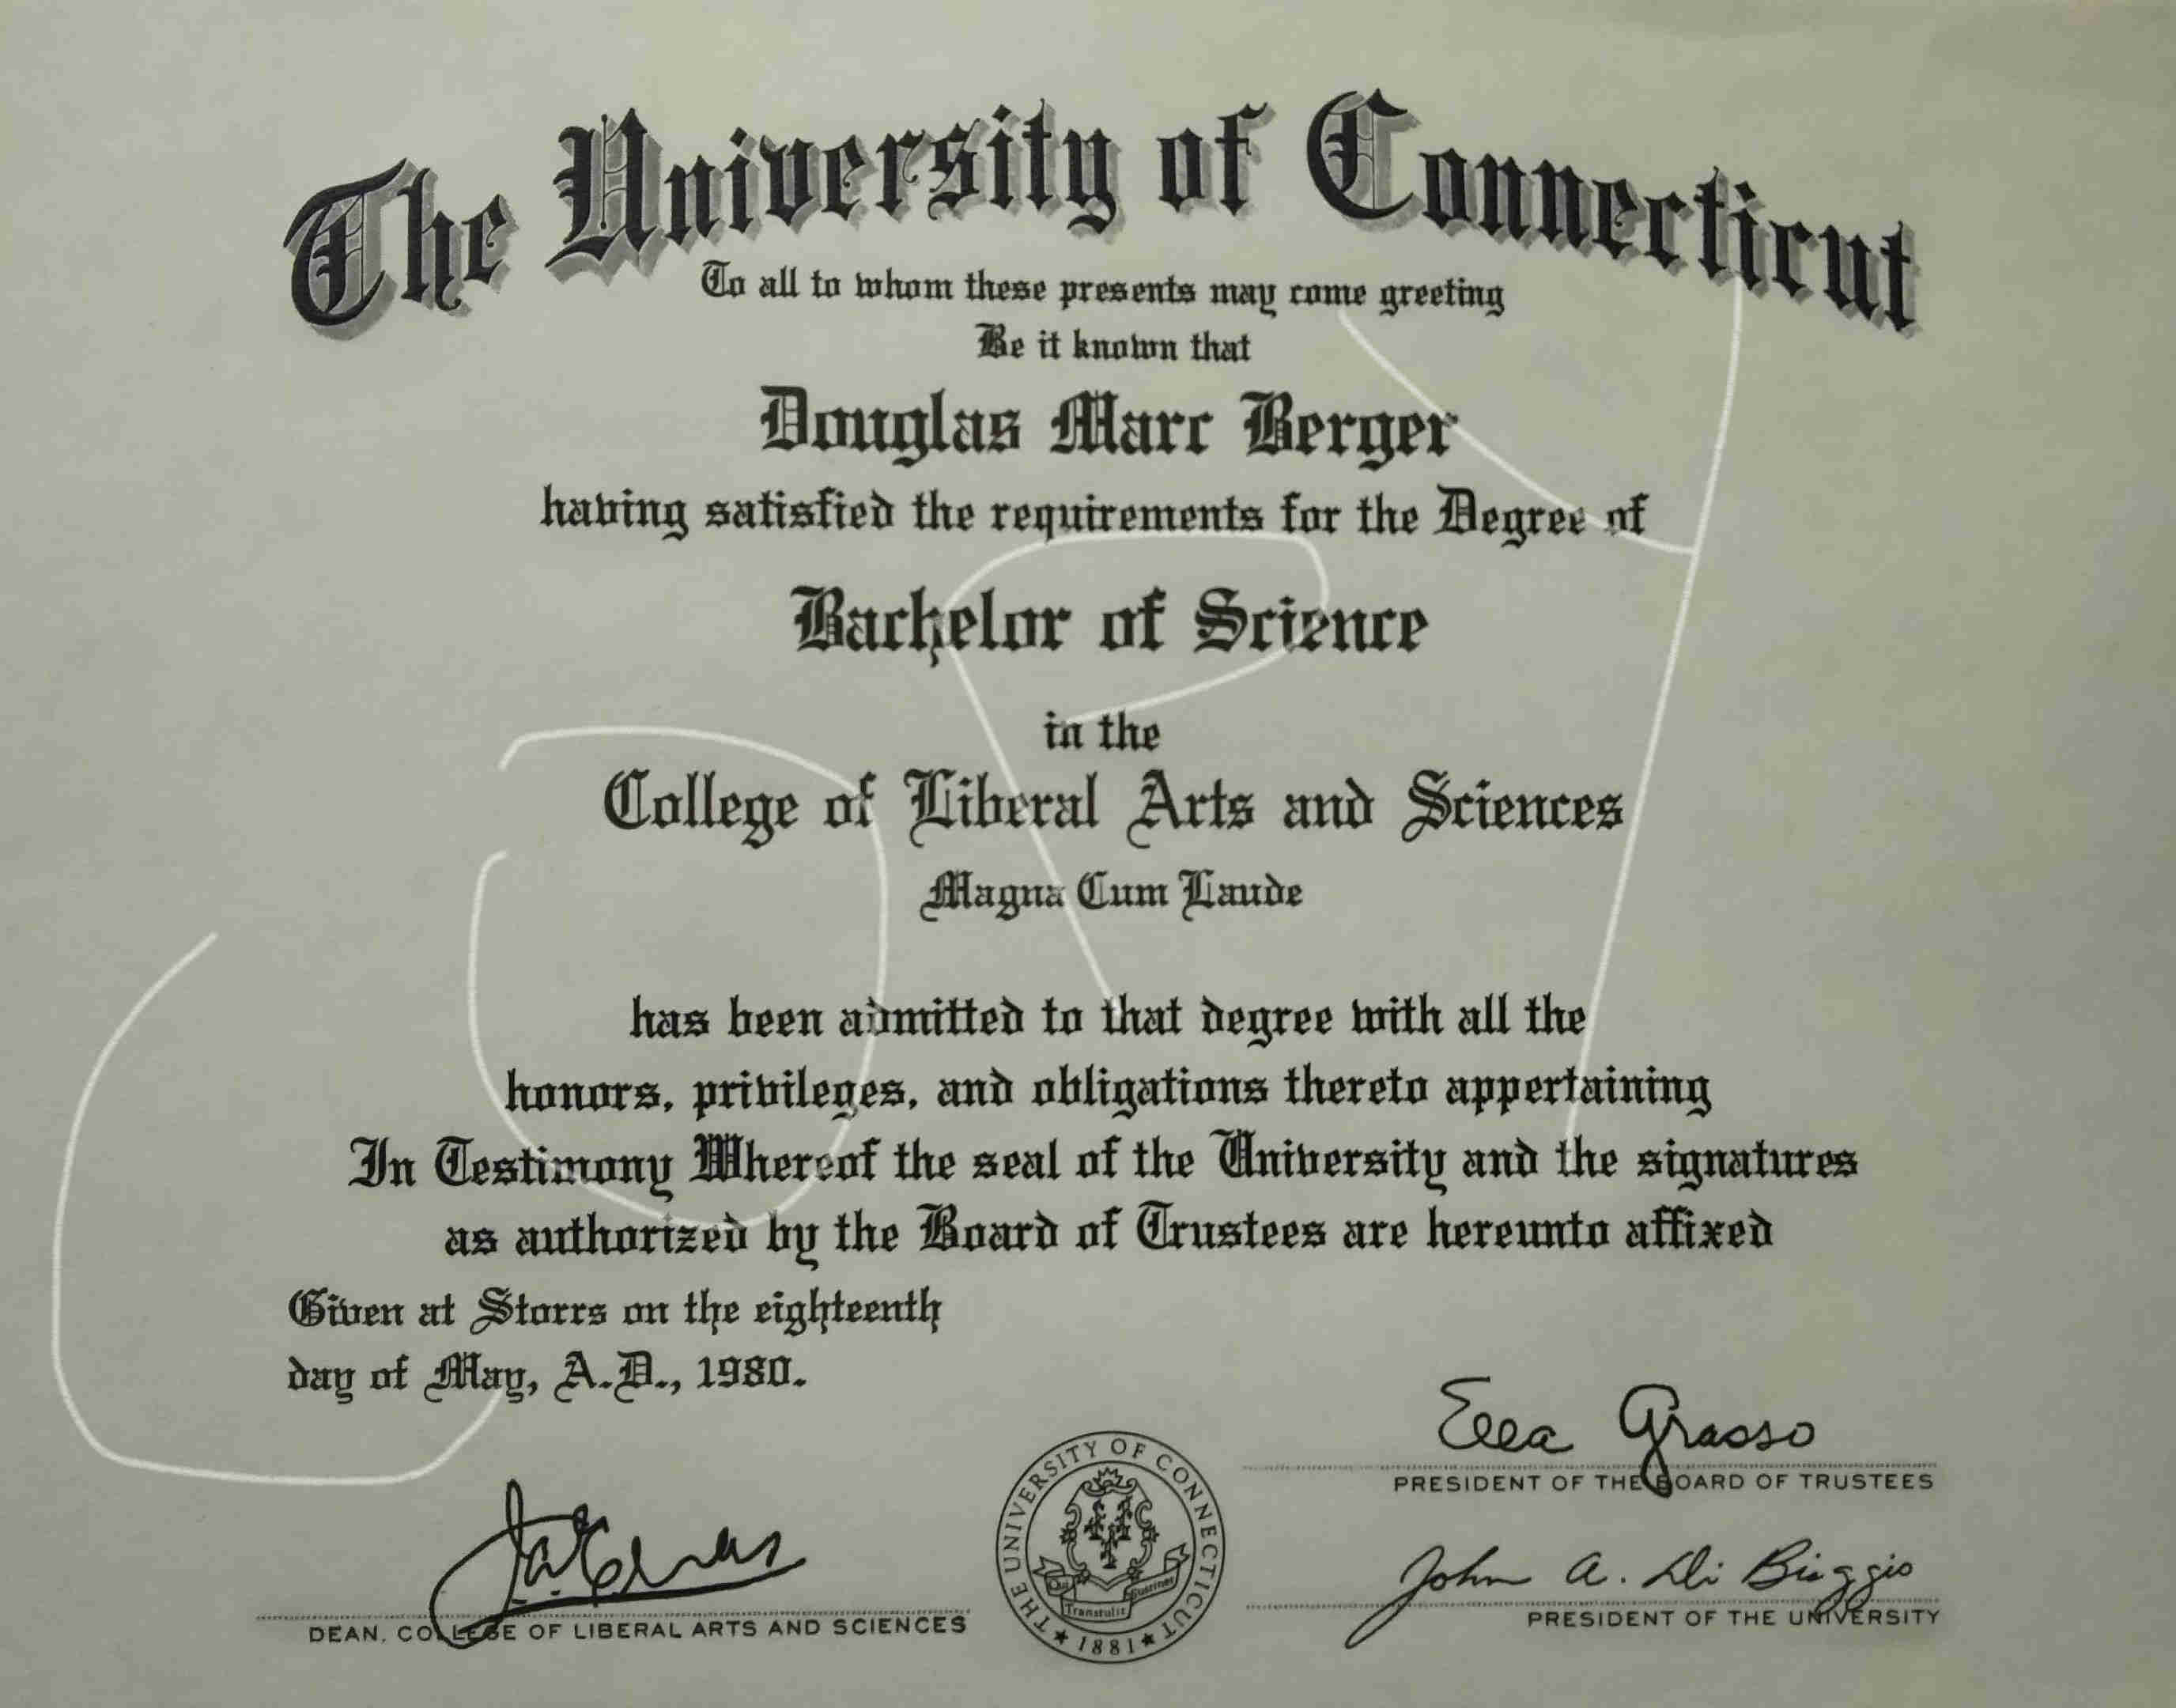 The University of Connecticut
To all to whom these presents may come greeting
Be it known that
Douglas Marc Berger
having satisfied the requirements for the Degree of
Bachelor of Science
in the
College of Liberal Arts and Sciences
Magna Cum Laude
has been admitted to that degree with all the
honors, privileges, and obligations thereto appertaining
In Testimony Whereof the seal of the University and the signatures
as authorized by the Board of Trustees are hereunto affixed
Given at Storrs on the eighteenth
day of May, A.D., 1980.
Ella Grasso
PRESIDENT OF THE BOARD OF TRUSTEES
DEAN, COLLEGE OF LIBERAL ARTS AND SCIENCES
THE UNIVERSITY OF CONNECTICUT
Qui Transtulit Sustinet
★ 1881 ★
John A. Di Biaggio
PRESIDENT OF THE UNIVERSITY
COPY